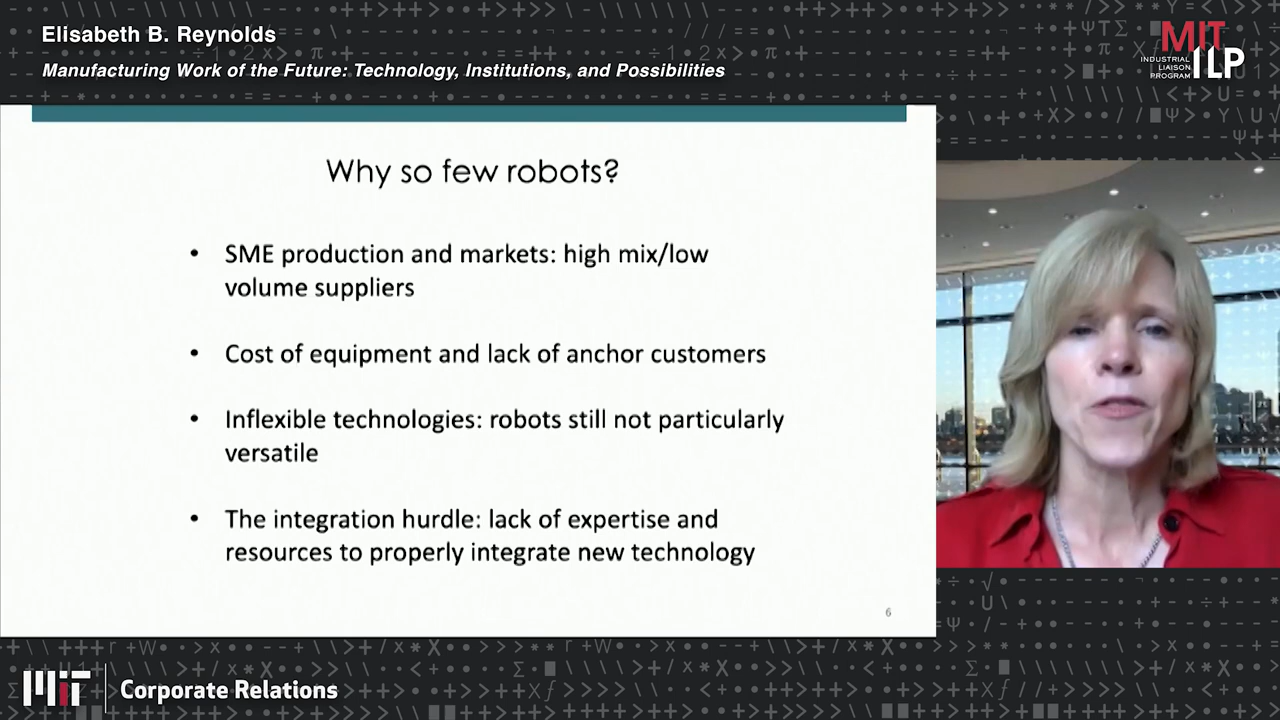 Elisabeth B. Reynolds
Manufacturing Work of the Future: Technology, Institutions, and Possibilities
MIT
INDUSTRIAL
LIAISON
PROGRAM
ILP
Why so few robots?
• SME production and markets: high mix/low
volume suppliers
• Cost of equipment and lack of anchor customers
• Inflexible technologies: robots still not particularly
versatile
• The integration hurdle: lack of expertise and
resources to properly integrate new technology
6
MIT
Corporate Relations